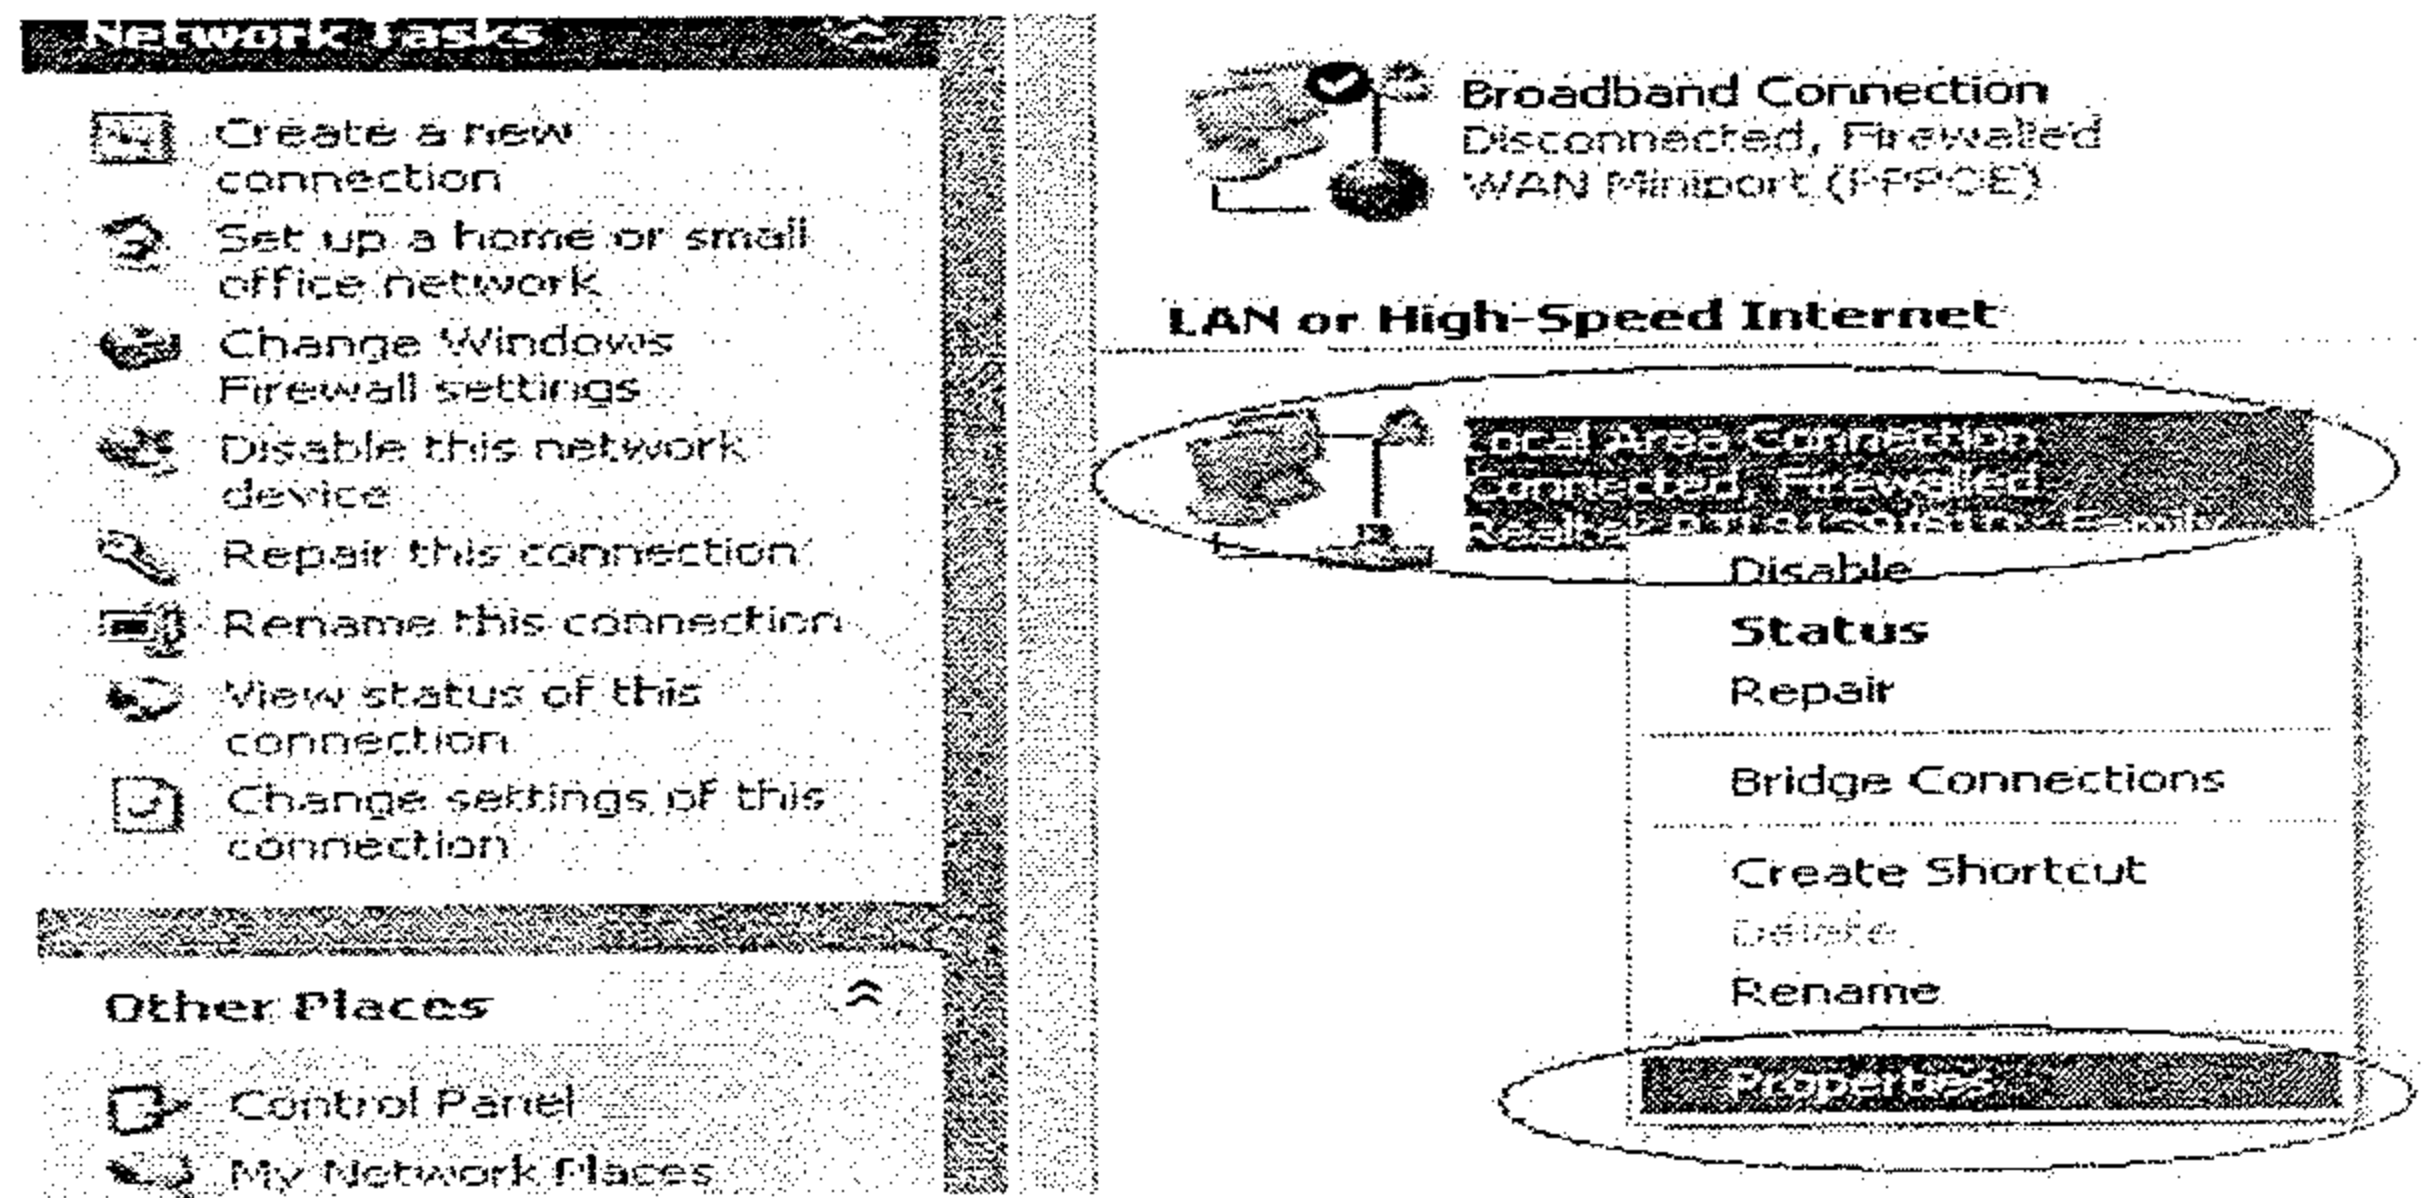 Network Tasks
Create a new
connection
Set up a home or small
office network
Change Windows
Firewall settings
Disable this network
device
Repair this connection
Rename this connection
View status of this
connection
Change settings of this
connection
Other Places
Control Panel
My Network Places
Broadband Connection
Disconnected, Firewalled
WAN Miniport (PPPOE)
LAN or High-Speed Internet
Local Area Connection
Connected, Firewalled
Realtek Family
Disable
Status
Repair
Bridge Connections
Create Shortcut
Delete
Rename
Properties